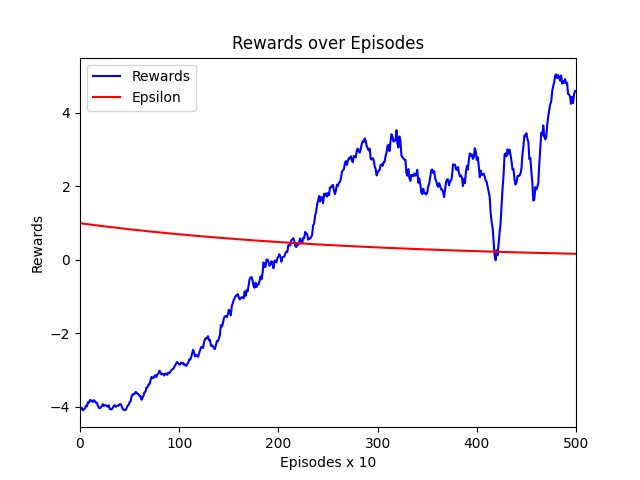 Rewards over Episodes
Rewards
Epsilon
Rewards
4
2
0
−2
−4
0 100 200 300 400 500
Episodes x 10